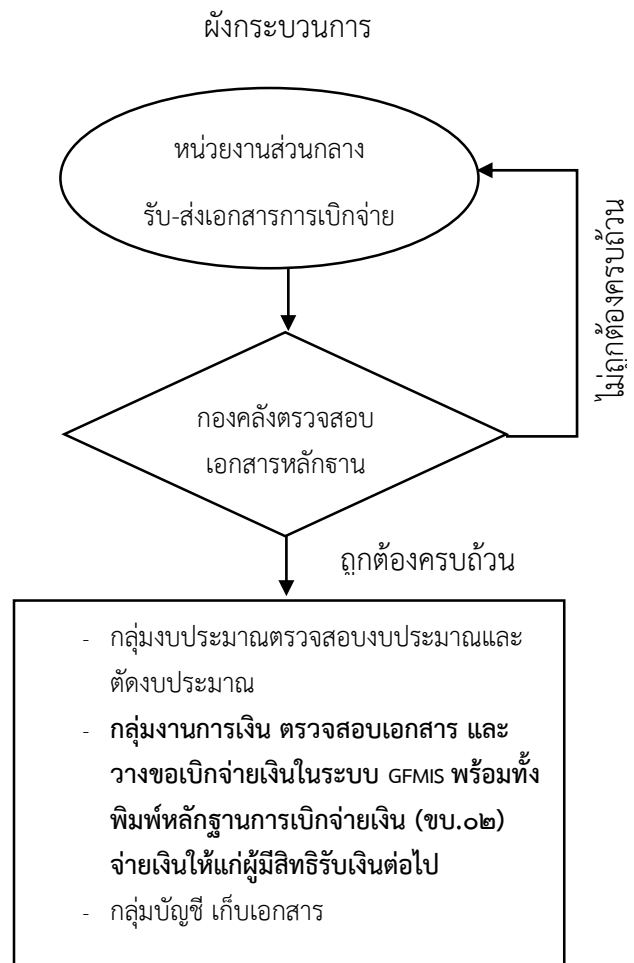 ผังกระบวนการ
หน่วยงานส่วนกลาง
รับ-ส่งเอกสารการเบิกจ่าย
ไม่ถูกต้องครบถ้วน
กองคลังตรวจสอบ
เอกสารหลักฐาน
ถูกต้องครบถ้วน
- กลุ่มงบประมาณตรวจสอบงบประมาณและ
ตัดงบประมาณ
- กลุ่มงานการเงิน ตรวจสอบเอกสาร และ
วางขอเบิกจ่ายเงินในระบบ GFMIS พร้อมทั้ง
พิมพ์หลักฐานการเบิกจ่ายเงิน (ขบ.๐๒)
จ่ายเงินให้แก่ผู้มีสิทธิรับเงินต่อไป
- กลุ่มบัญชี เก็บเอกสาร